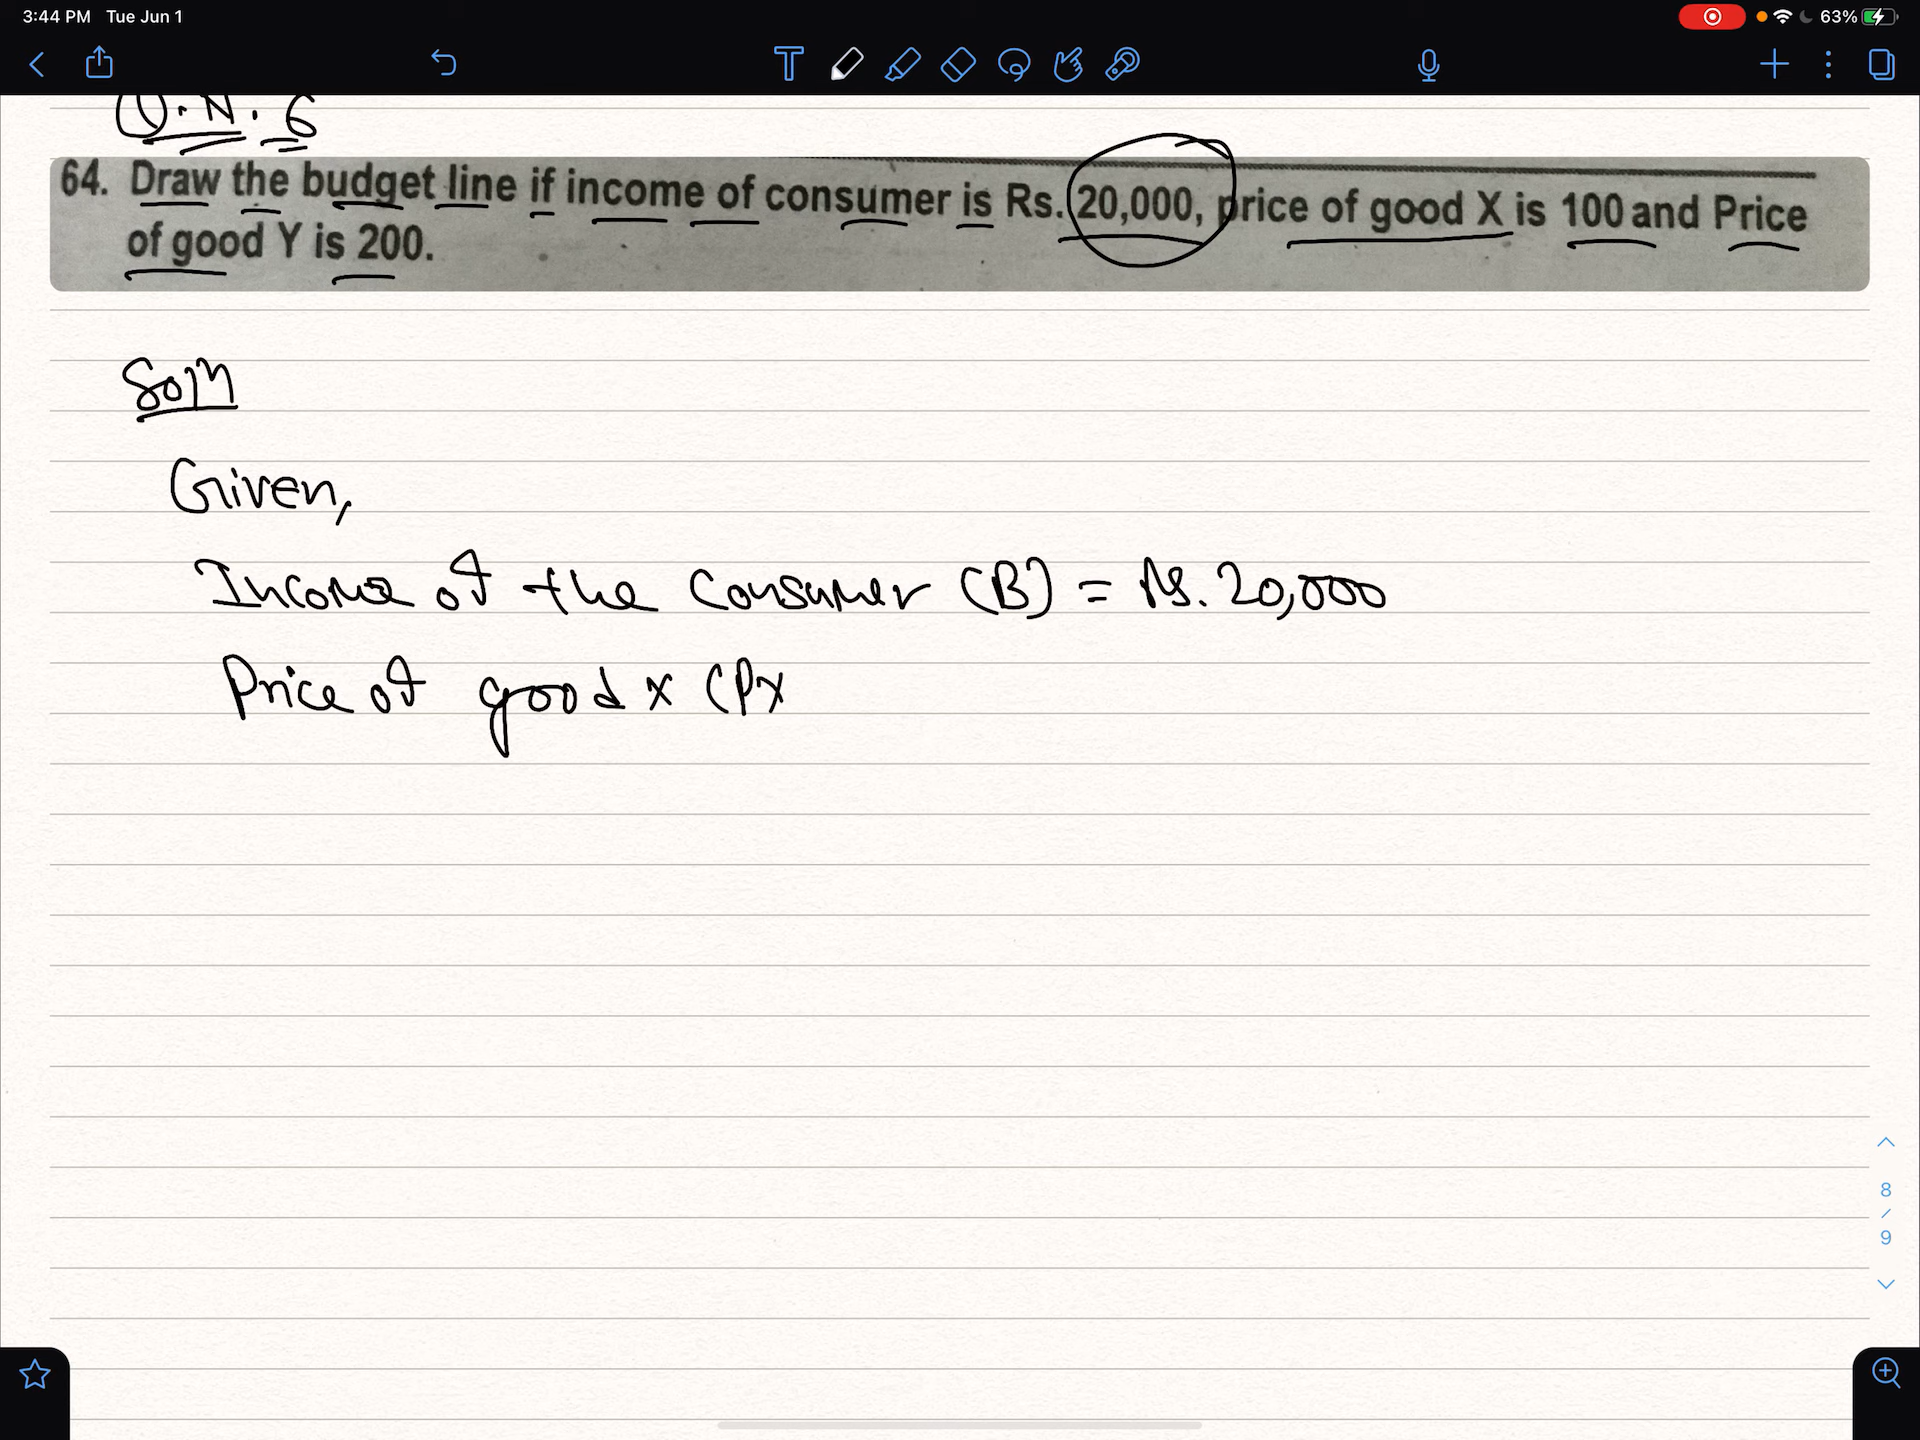 3:44 PM Tue Jun 1
63%
Q.N. 6
64. Draw the budget line if income of consumer is Rs. 20,000, price of good X is 100 and Price
of good Y is 200.
Soln
Given,
Income of the Consumer (B) = Rs. 20,000
Price of good x (Px
8
/
9